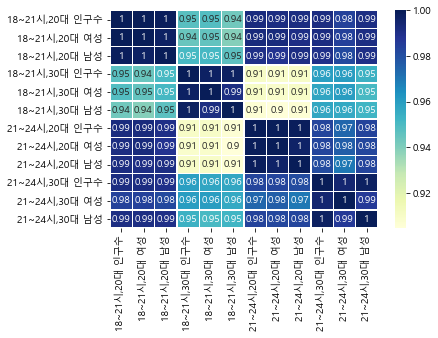 18~21시,20대 인구수 1 1 1 0.95 0.95 0.94 0.99 0.99 0.99 0.99 0.98 0.99
18~21시,20대 여성 1 1 1 0.94 0.95 0.94 0.99 0.99 0.99 0.99 0.98 0.99
18~21시,20대 남성 1 1 1 0.95 0.95 0.95 0.99 0.99 0.99 0.99 0.98 0.99
18~21시,30대 인구수 0.95 0.94 0.95 1 1 1 0.91 0.91 0.91 0.96 0.96 0.95
18~21시,30대 여성 0.95 0.95 0.95 1 1 0.99 0.91 0.91 0.91 0.96 0.96 0.95
18~21시,30대 남성 0.94 0.94 0.95 1 0.99 1 0.91 0.9 0.91 0.96 0.96 0.95
21~24시,20대 인구수 0.99 0.99 0.99 0.91 0.91 0.91 1 1 1 0.98 0.97 0.98
21~24시,20대 여성 0.99 0.99 0.99 0.91 0.91 0.9 1 1 1 0.98 0.97 0.98
21~24시,20대 남성 0.99 0.99 0.99 0.91 0.91 0.91 1 1 1 0.98 0.97 0.98
21~24시,30대 인구수 0.99 0.99 0.99 0.96 0.96 0.96 0.98 0.98 0.98 1 1 1
21~24시,30대 여성 0.98 0.98 0.98 0.96 0.96 0.96 0.97 0.97 0.97 1 1 0.99
21~24시,30대 남성 0.99 0.99 0.99 0.95 0.95 0.95 0.98 0.98 0.98 1 0.99 1
18~21시,20대 인구수
18~21시,20대 여성
18~21시,20대 남성
18~21시,30대 인구수
18~21시,30대 여성
18~21시,30대 남성
21~24시,20대 인구수
21~24시,20대 여성
21~24시,20대 남성
21~24시,30대 인구수
21~24시,30대 여성
21~24시,30대 남성
1.00
0.98
0.96
0.94
0.92